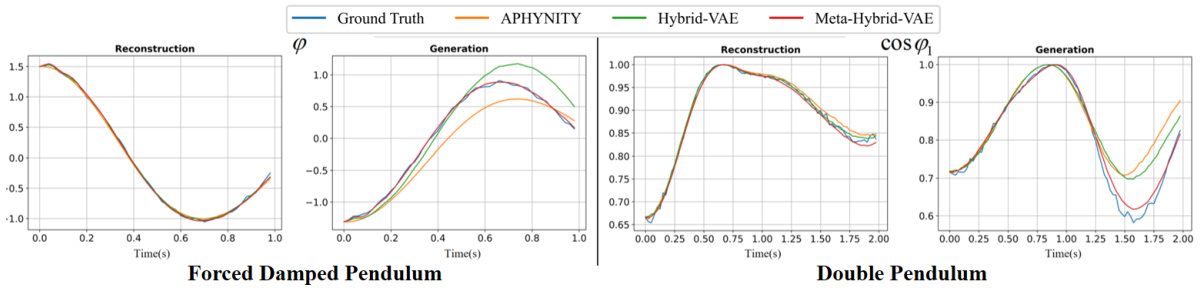 Ground Truth APHYNITY Hybrid-VAE Meta-Hybrid-VAE
Reconstruction φ Generation Reconstruction cos φ₁ Generation
1.5
1.0
0.5
0.0
−0.5
−1.0
0.0 0.2 0.4 0.6 0.8 1.0
Time(s)
1.0
0.5
0.0
−0.5
−1.0
0.0 0.2 0.4 0.6 0.8 1.0
Time(s)
1.00
0.95
0.90
0.85
0.80
0.75
0.70
0.65
0.00 0.25 0.50 0.75 1.00 1.25 1.50 1.75 2.00
Time(s)
1.0
0.9
0.8
0.7
0.6
0.00 0.25 0.50 0.75 1.00 1.25 1.50 1.75 2.00
Time(s)
Forced Damped Pendulum Double Pendulum